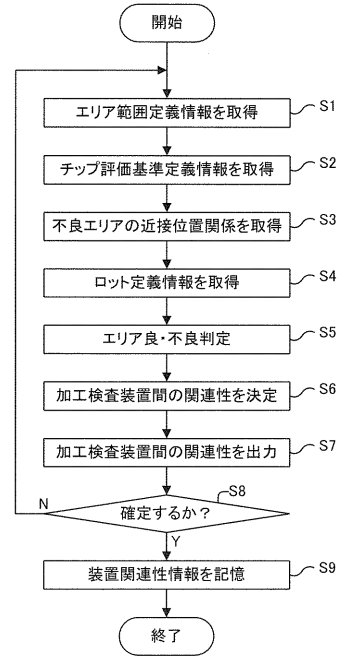 開始
エリア範囲定義情報を取得
S1
チップ評価基準定義情報を取得
S2
不良エリアの近接位置関係を取得
S3
ロット定義情報を取得
S4
エリア良・不良判定
S5
加工検査装置間の関連性を決定
S6
加工検査装置間の関連性を出力
S7
S8
N
確定するか？
Y
装置関連性情報を記憶
S9
終了